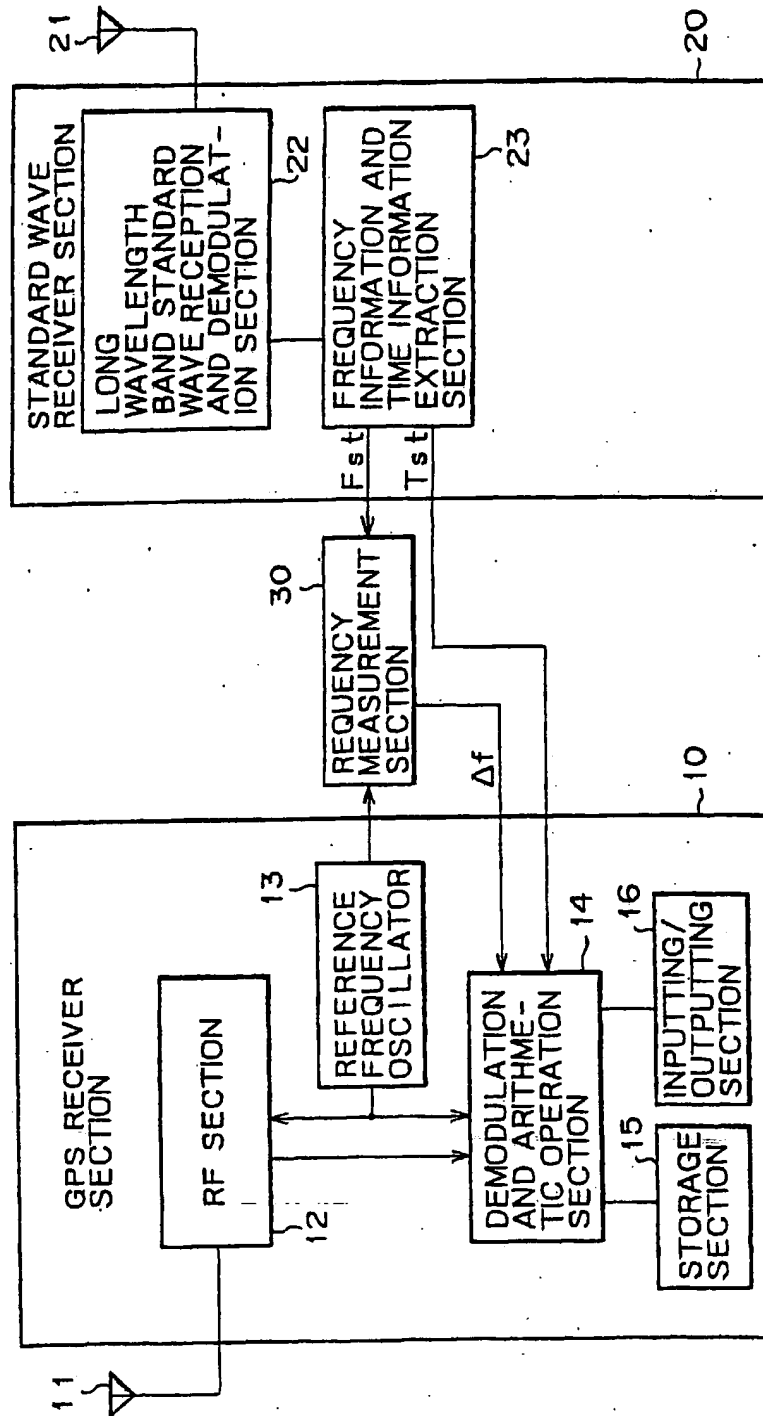 GPS RECEIVER
SECTION
11
RF SECTION
12
13
REFERENCE
FREQUENCY
OSCILLATOR
DEMODULATION
AND ARITHME-
TIC OPERATION
SECTION
14
15
STORAGE
SECTION
16
INPUTTING/
OUTPUTTING
SECTION
10
30
REQUENCY
MEASUREMENT
SECTION
Δf
Fst
Tst
STANDARD WAVE
RECEIVER SECTION
21
LONG
WAVELENGTH
BAND STANDARD
WAVE RECEPTION
AND DEMODULAT-
ION SECTION
22
FREQUENCY
INFORMATION AND
TIME INFORMATION
EXTRACTION
SECTION
23
20